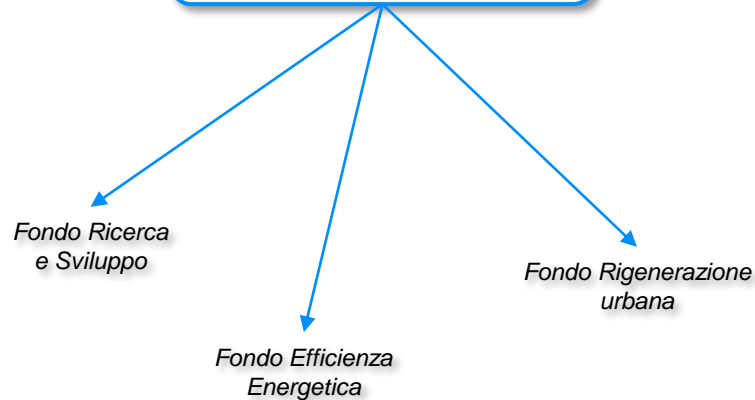 Fondo Ricerca
e Sviluppo
Fondo Rigenerazione
urbana
Fondo Efficienza
Energetica